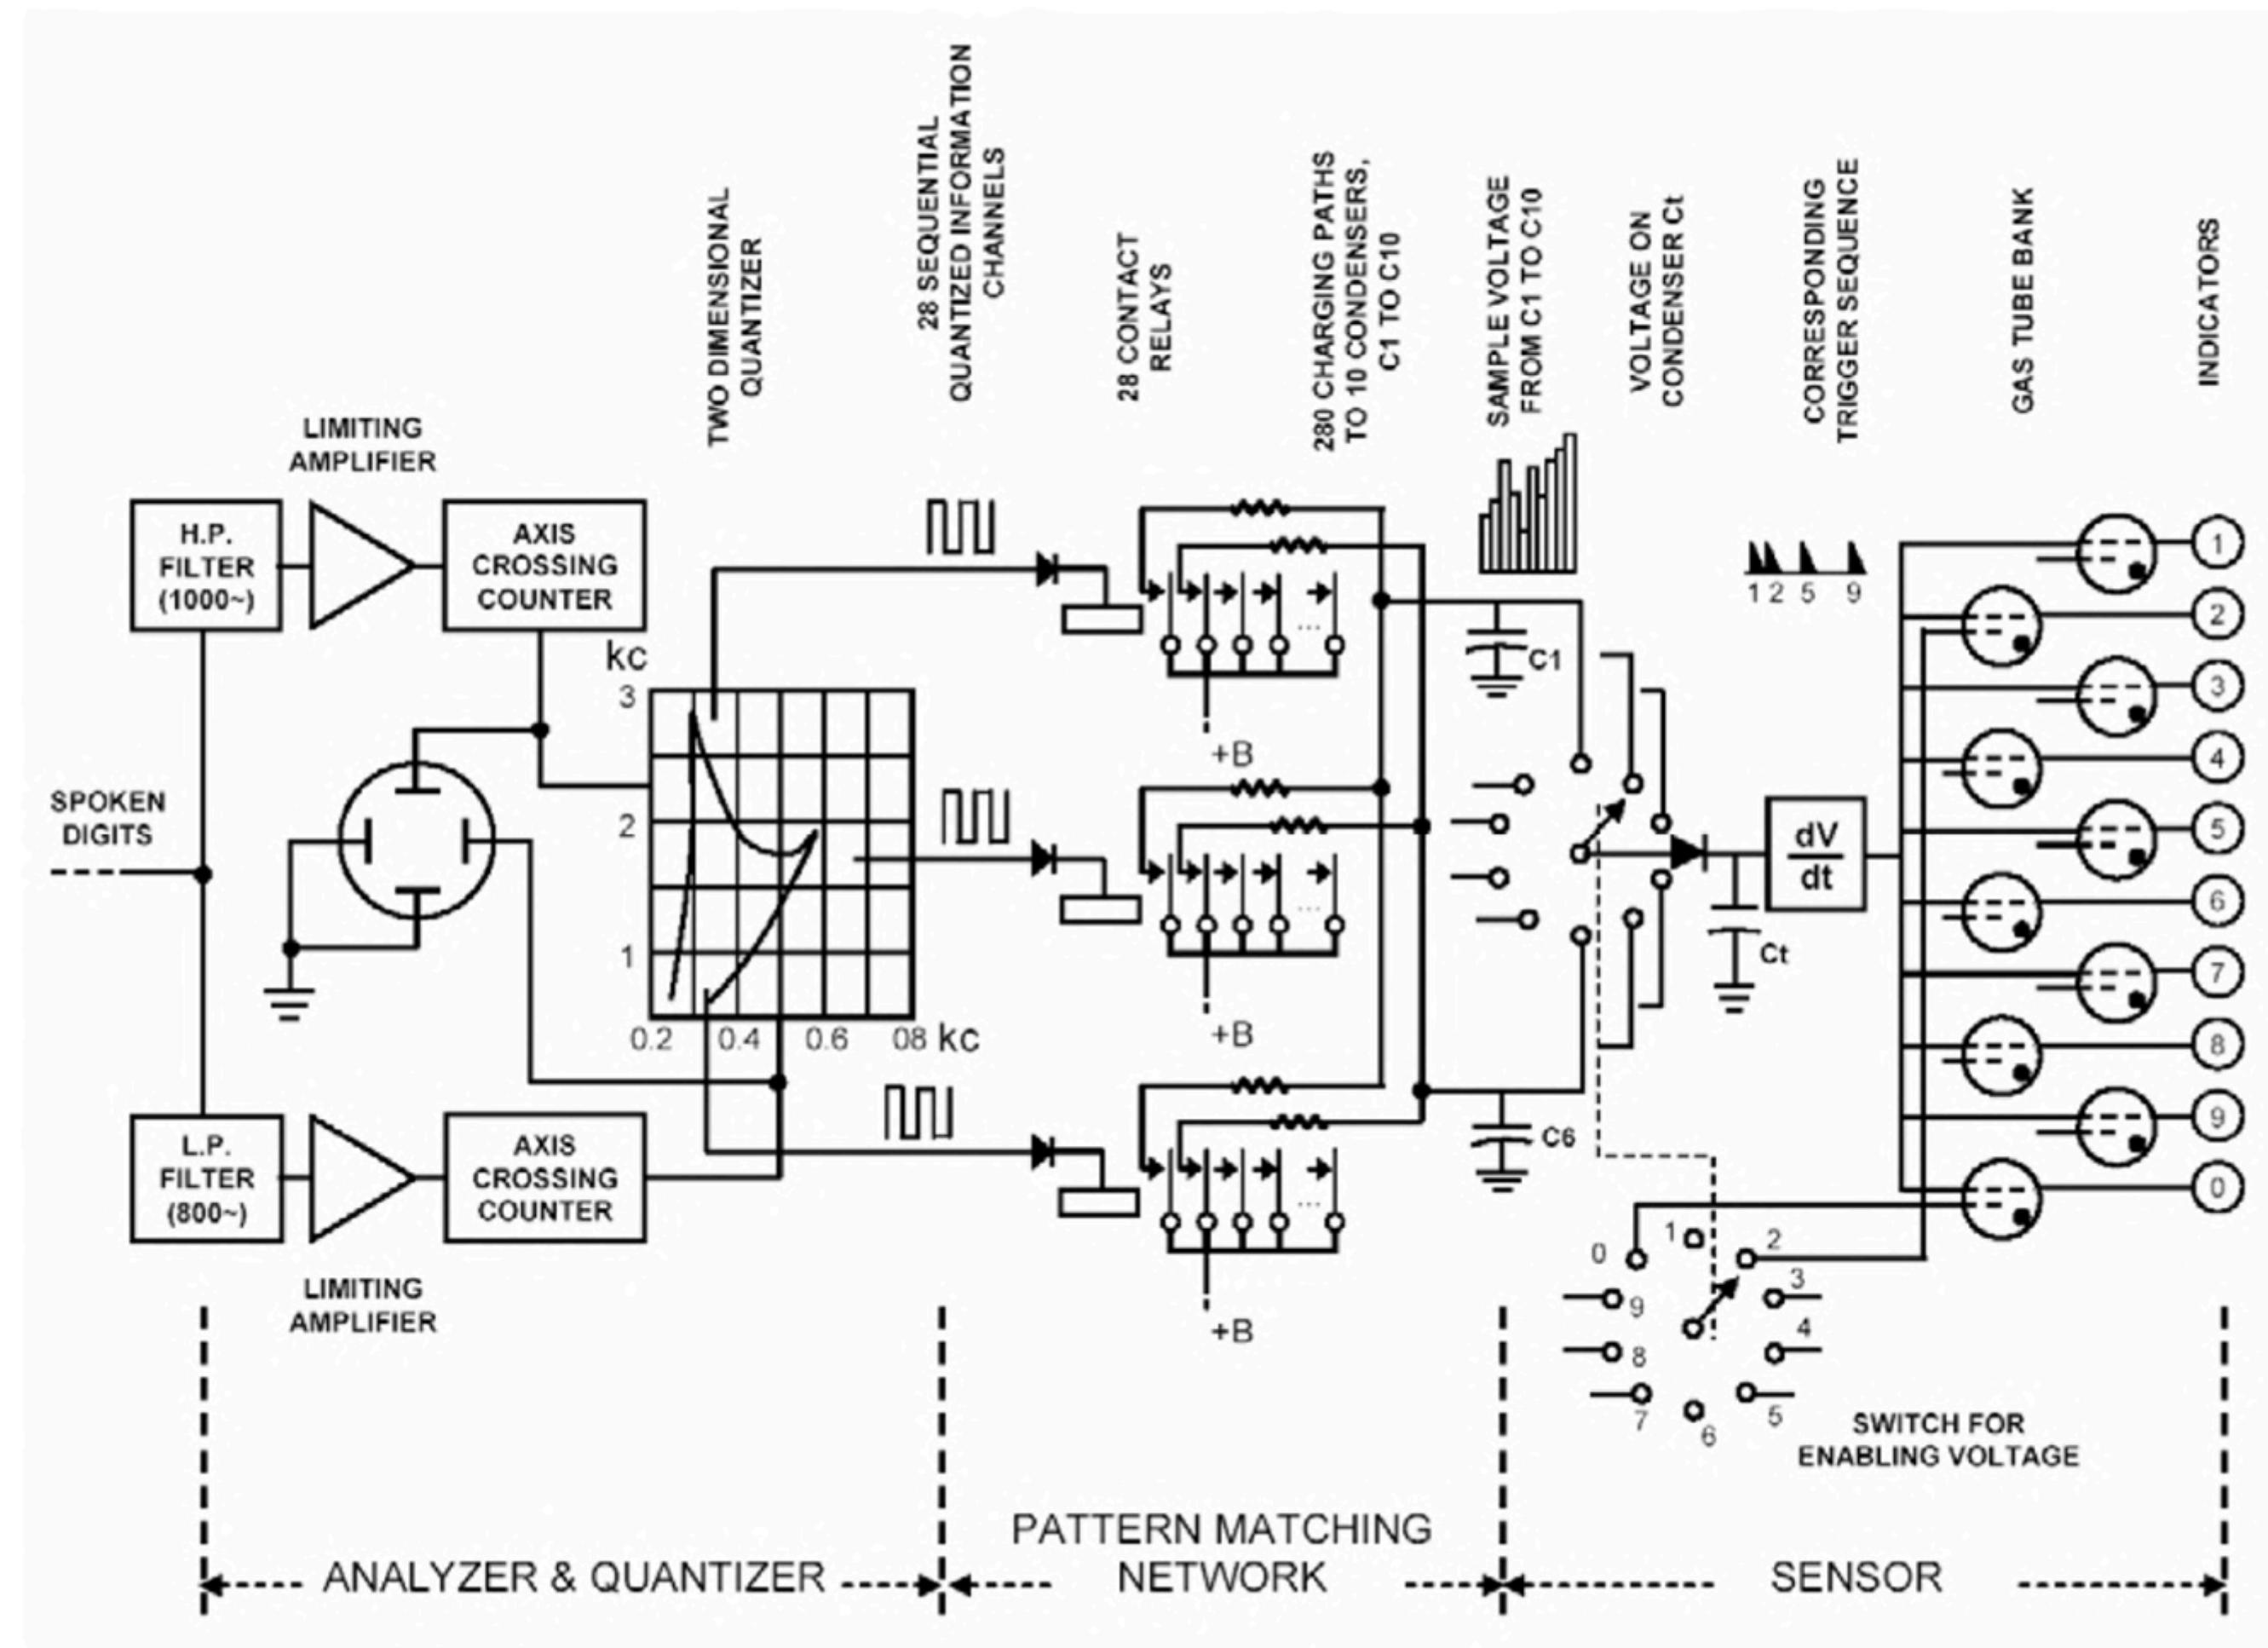 TWO DIMENSIONAL
QUANTIZER
28 SEQUENTIAL
QUANTIZED INFORMATION
CHANNELS
28 CONTACT
RELAYS
280 CHARGING PATHS
TO 10 CONDENSERS,
C1 TO C10
SAMPLE VOLTAGE
FROM C1 TO C10
VOLTAGE ON
CONDENSER Ct
CORRESPONDING
TRIGGER SEQUENCE
GAS TUBE BANK
INDICATORS
LIMITING
AMPLIFIER
H.P.
FILTER
(1000~)
AXIS
CROSSING
COUNTER
kc
3
2
1
0.2 0.4 0.6 08 kc
SPOKEN
DIGITS
L.P.
FILTER
(800~)
AXIS
CROSSING
COUNTER
LIMITING
AMPLIFIER
...
+B
...
+B
...
+B
C1
C6
1 2 5 9
dV
dt
Ct
1
2
3
4
5
6
7
8
9
0
0
1
2
3
4
5
6
7
8
9
SWITCH FOR
ENABLING VOLTAGE
ANALYZER & QUANTIZER
PATTERN MATCHING
NETWORK
SENSOR